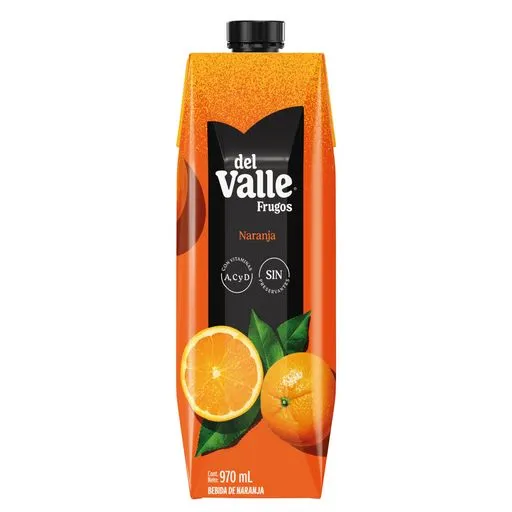 del
Valle®
Frugos
Naranja
CON VITAMINAS
A, C y D
SIN
PRESERVANTES
Cont.
Neto: 970 mL
BEBIDA DE NARANJA